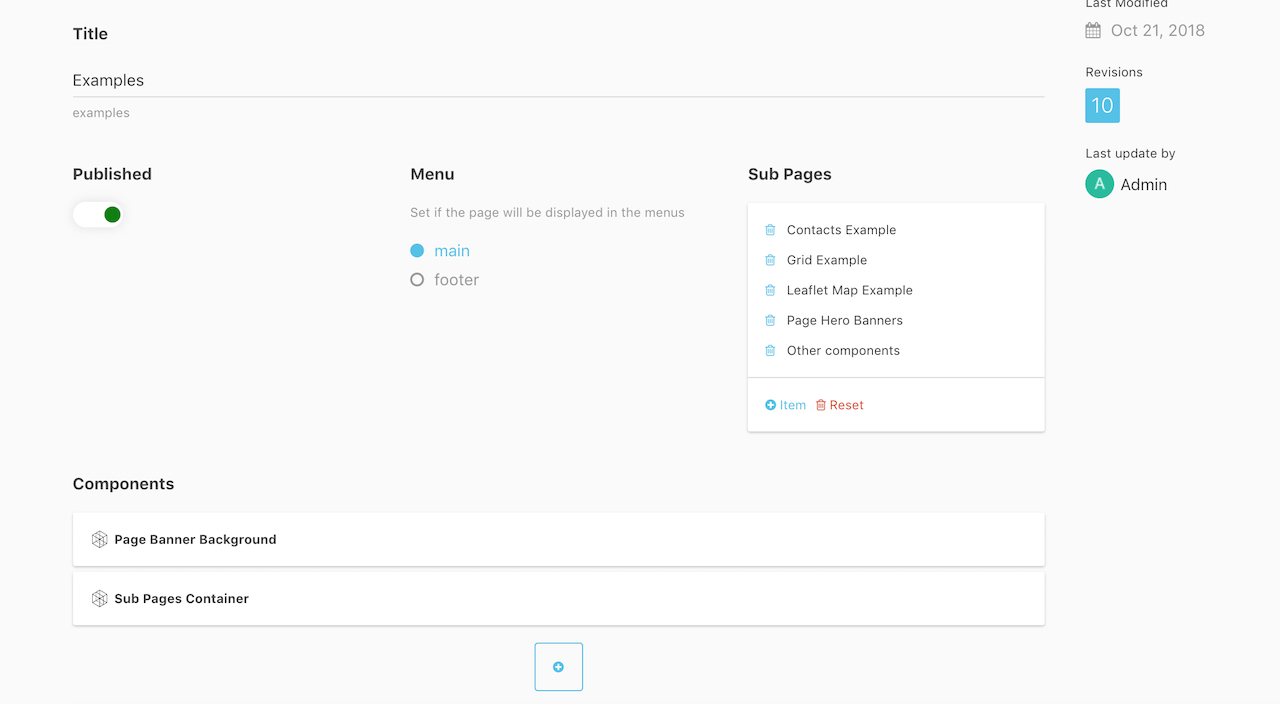 Title
Examples
examples
Published
Menu
Set if the page will be displayed in the menus
main
footer
Sub Pages
Contacts Example
Grid Example
Leaflet Map Example
Page Hero Banners
Other components
Item
Reset
Components
Page Banner Background
Sub Pages Container
Last Modified
Oct 21, 2018
Revisions
10
Last update by
A
Admin